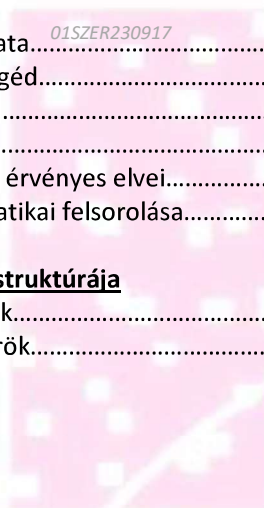 01SZER230917
ata......................................
géd......................................
......................................
......................................
érvényes elvei......................
atikai felsorolása..................
struktúrája
k......................................
rök......................................